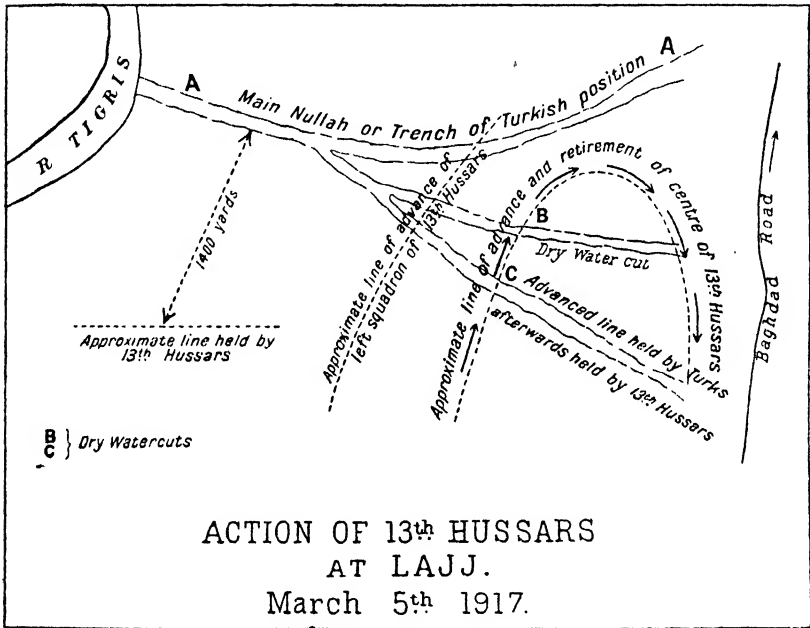 R TIGRIS
A
A
Main Nullah or Trench of Turkish position
1400 yards
Approximate line held by
13th Hussars
Approximate line of advance of
left squadron of 13th Hussars
Approximate line of advance and retirement of centre of 13th Hussars
B
Dry Water cut
C
Advanced line held by Turks
afterwards held by 13th Hussars
Baghdad Road
B
C } Dry Watercuts
ACTION OF 13th HUSSARS
AT LAJJ.
March 5th 1917.